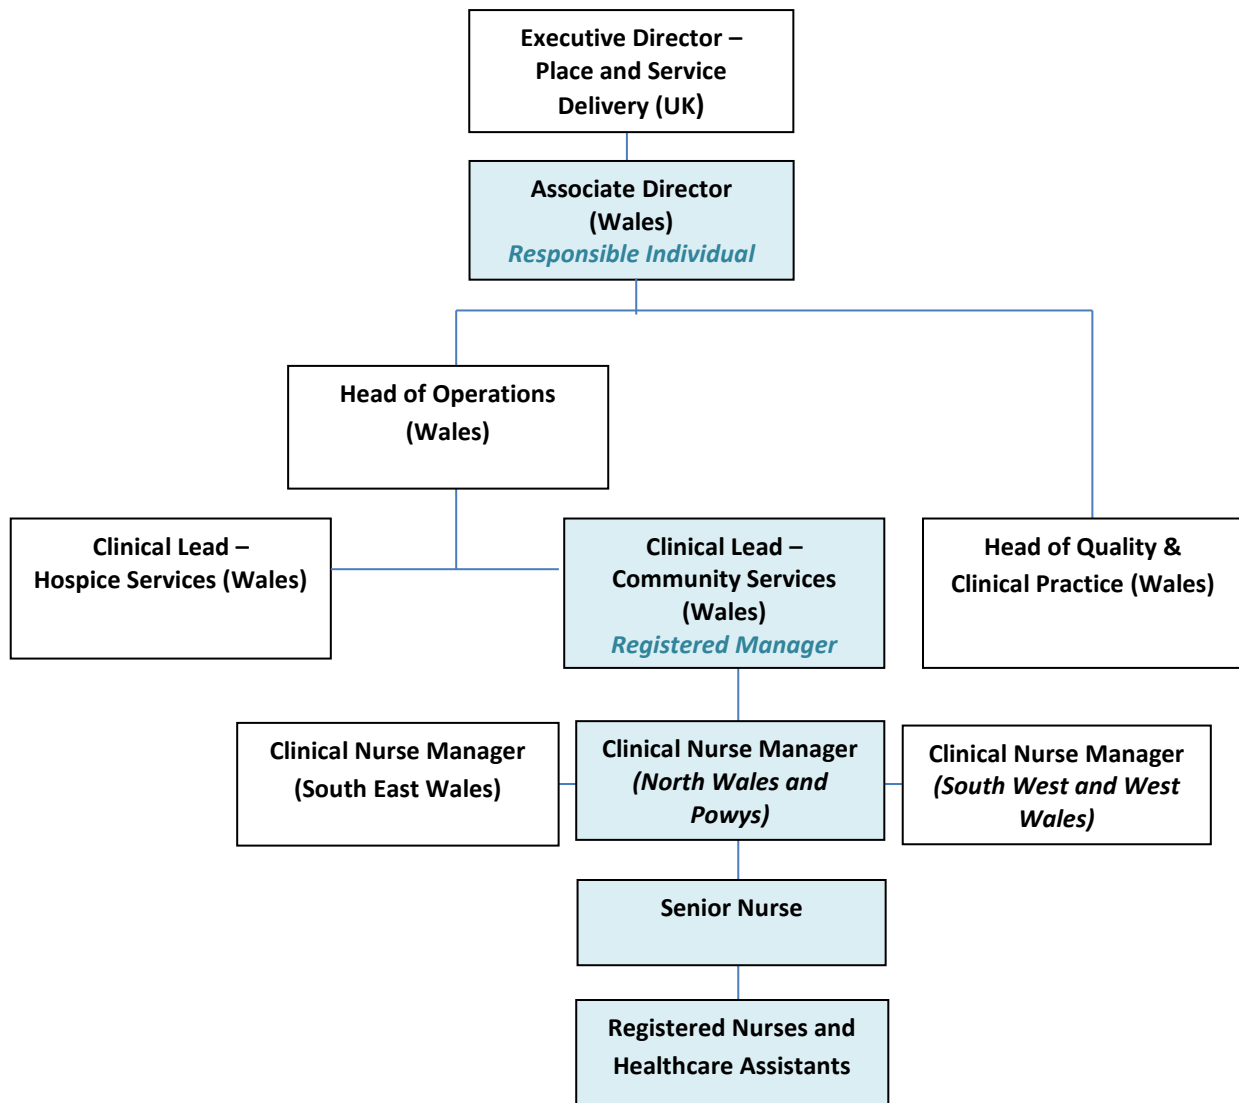 Executive Director –
Place and Service
Delivery (UK)
Associate Director
(Wales)
Responsible Individual
Head of Operations
(Wales)
Clinical Lead –
Hospice Services (Wales)
Clinical Lead –
Community Services
(Wales)
Registered Manager
Head of Quality &
Clinical Practice (Wales)
Clinical Nurse Manager
(South East Wales)
Clinical Nurse Manager
(North Wales and
Powys)
Clinical Nurse Manager
(South West and West
Wales)
Senior Nurse
Registered Nurses and
Healthcare Assistants